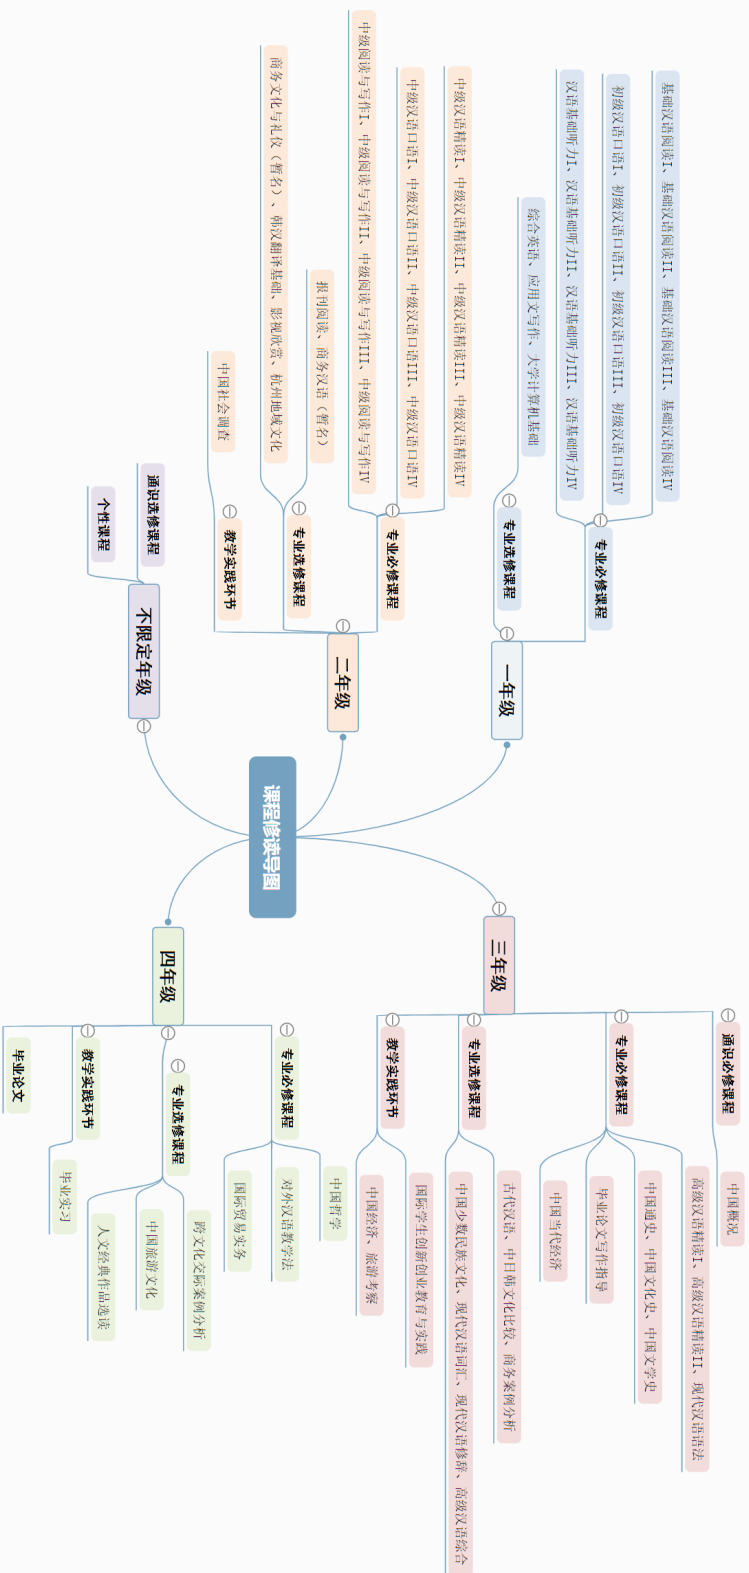 课程修读导图
一年级
专业必修课程
基础汉语阅读I、基础汉语阅读II、基础汉语阅读III、基础汉语阅读IV
初级汉语口语I、初级汉语口语II、初级汉语口语III、初级汉语口语IV
汉语基础听力I、汉语基础听力II、汉语基础听力III、汉语基础听力IV
专业选修课程
综合英语、应用文写作、大学计算机基础
二年级
专业必修课程
中级汉语精读I、中级汉语精读II、中级汉语精读III、中级汉语精读IV
中级汉语口语I、中级汉语口语II、中级汉语口语III、中级汉语口语IV
中级阅读与写作I、中级阅读与写作II、中级阅读与写作III、中级阅读与写作IV
专业选修课程
报刊阅读、商务汉语（暂名）
商务文化与礼仪（暂名）、韩汉翻译基础、影视欣赏、杭州地域文化
教学实践环节
中国社会调查
不限定年级
通识选修课程
个性课程
三年级
通识必修课程
中国概况
专业必修课程
高级汉语精读I、高级汉语精读II、现代汉语语法
中国通史、中国文化史、中国文学史
毕业论文写作指导
中国当代经济
专业选修课程
古代汉语、中日韩文化比较、商务案例分析
中国少数民族文化、现代汉语词汇、现代汉语修辞、高级汉语综合
教学实践环节
国际学生创新创业教育与实践
中国经济、旅游考察
四年级
专业必修课程
中国哲学
对外汉语教学法
国际贸易实务
专业选修课程
跨文化交际案例分析
中国旅游文化
人文经典作品选读
教学实践环节
毕业实习
毕业论文